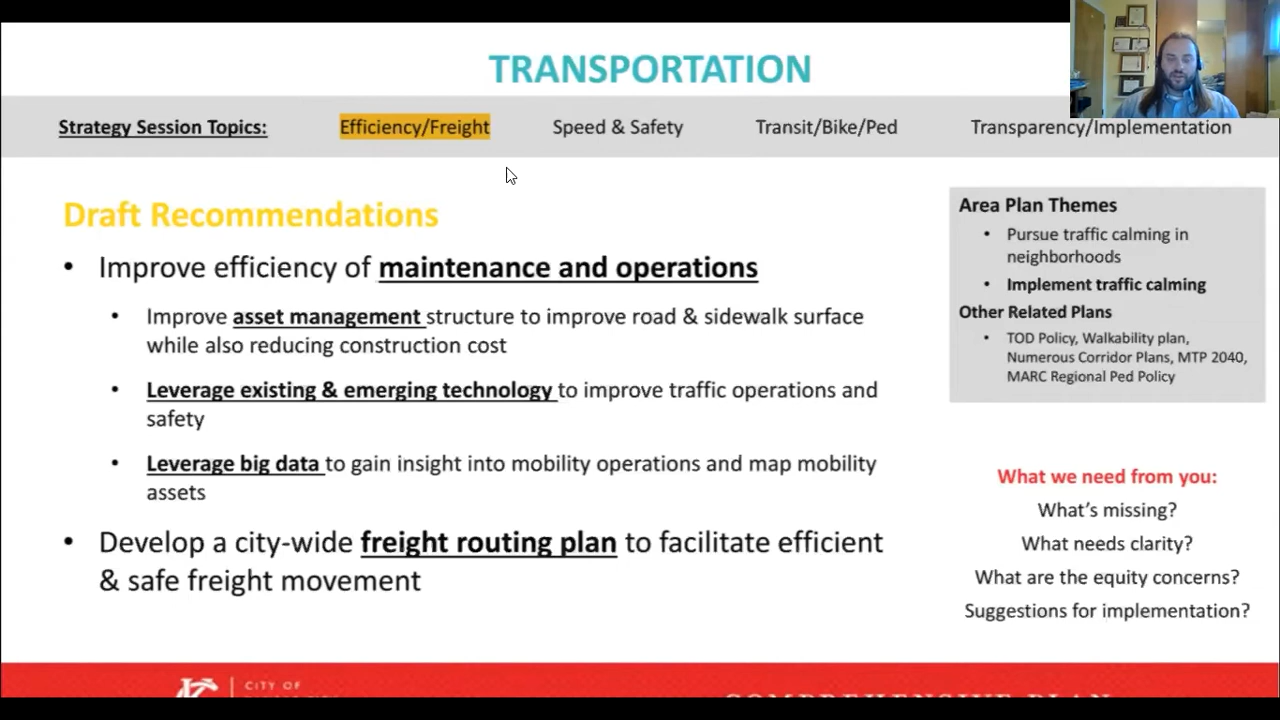 TRANSPORTATION
Strategy Session Topics:
Efficiency/Freight
Speed & Safety
Transit/Bike/Ped
Transparency/Implementation
Draft Recommendations
• Improve efficiency of maintenance and operations
• Improve asset management structure to improve road & sidewalk surface
while also reducing construction cost
• Leverage existing & emerging technology to improve traffic operations and
safety
• Leverage big data to gain insight into mobility operations and map mobility
assets
• Develop a city-wide freight routing plan to facilitate efficient
& safe freight movement
Area Plan Themes
• Pursue traffic calming in
neighborhoods
• Implement traffic calming
Other Related Plans
• TOD Policy, Walkability plan,
Numerous Corridor Plans, MTP 2040,
MARC Regional Ped Policy
What we need from you:
What's missing?
What needs clarity?
What are the equity concerns?
Suggestions for implementation?
CITY OF
COMPREHENSIVE PLAN